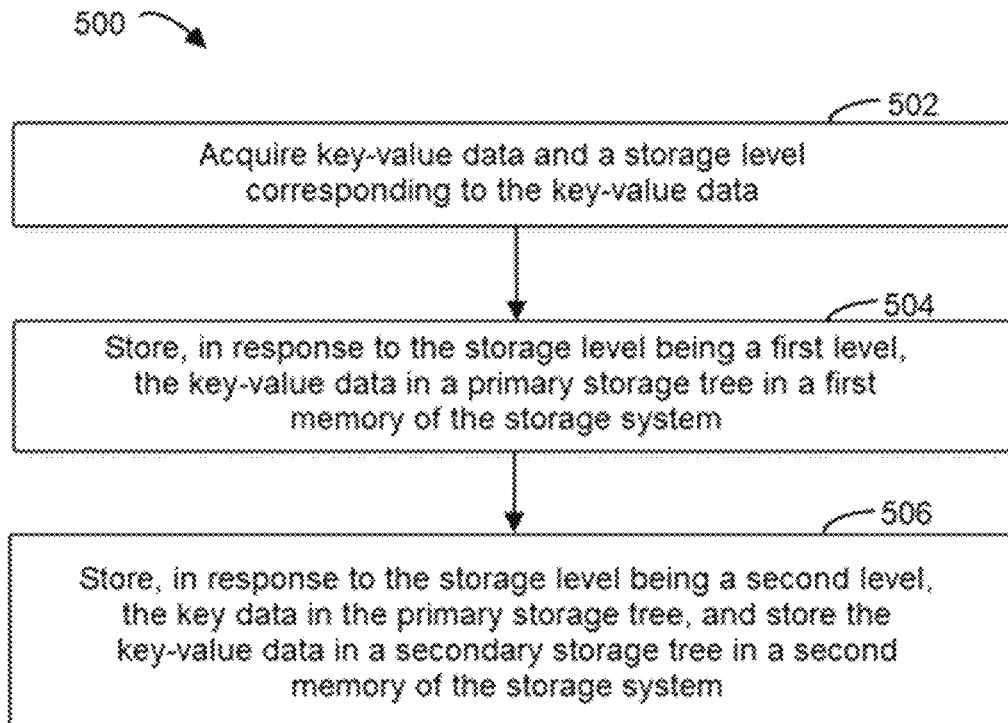 500
502
Acquire key-value data and a storage level
corresponding to the key-value data
504
Store, in response to the storage level being a first level,
the key-value data in a primary storage tree in a first
memory of the storage system
506
Store, in response to the storage level being a second level,
the key data in the primary storage tree, and store the
key-value data in a secondary storage tree in a second
memory of the storage system